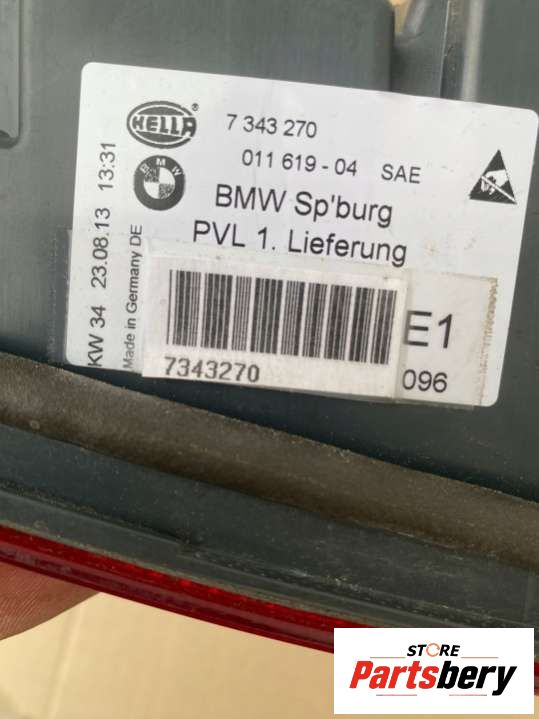 HELLA ®
7 343 270
011 619 - 04 SAE
BMW
BMW Sp'burg
PVL 1. Lieferung
KW 34 23.08.13 13:31
Made in Germany DE
E1
7343270
096
STORE
Partsbery